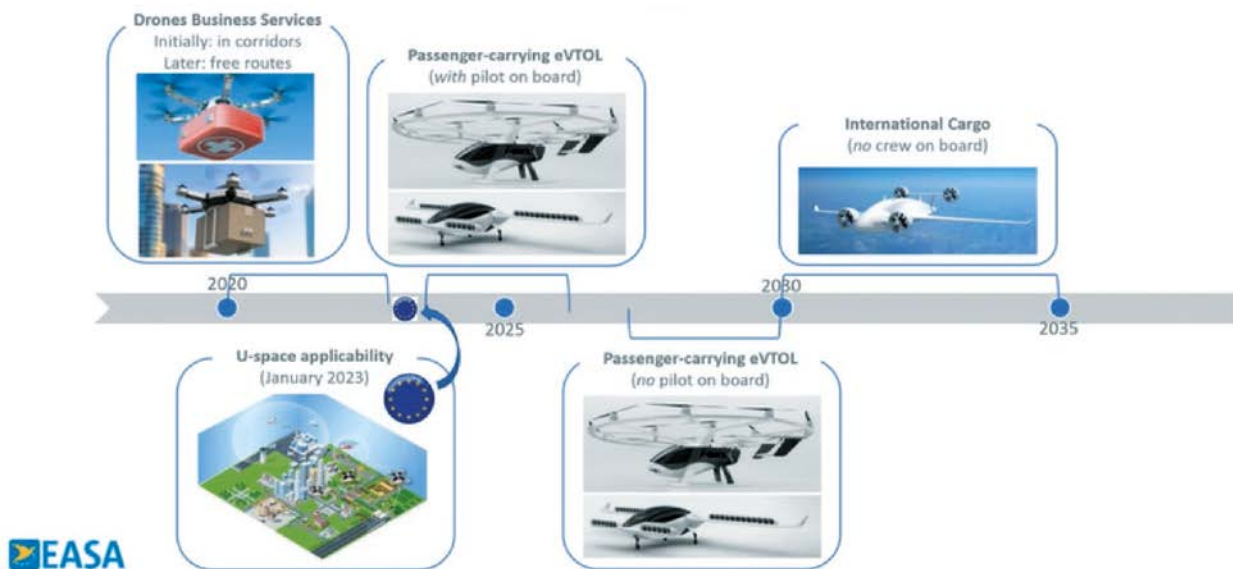 Drones Business Services
Initially: in corridors
Later: free routes
Passenger-carrying eVTOL
(with pilot on board)
International Cargo
(no crew on board)
2020
2025
2030
2035
U-space applicability
(January 2023)
Passenger-carrying eVTOL
(no pilot on board)
EASA